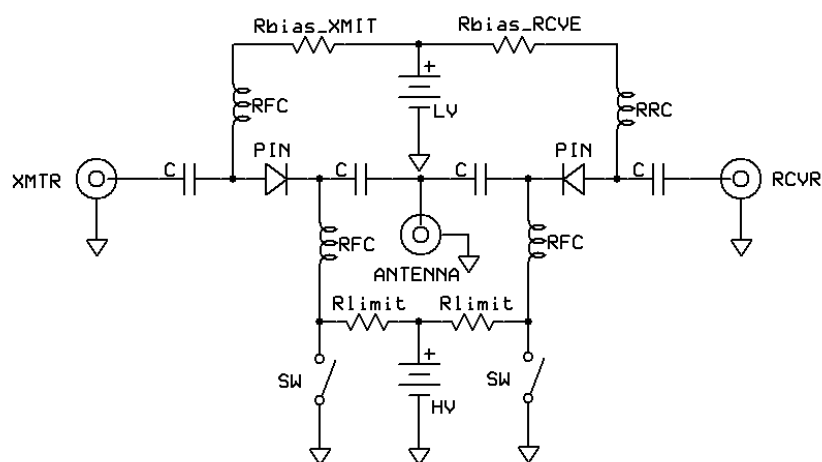 Rbias_XMIT Rbias_RCVE
+
RFC LV RRC
PIN PIN
XMTR C C C C RCVR
RFC RFC
ANTENNA
Rlimit Rlimit
+
SW SW
HV